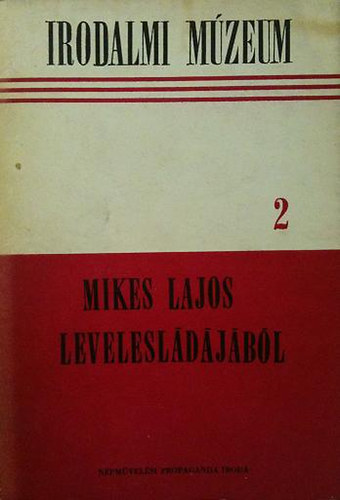 IRODALMI MÚZEUM
2
MIKES LAJOS
LEVELESLÁDÁJÁBÓL
NÉPMŰVELÉSI PROPAGANDA IRODA